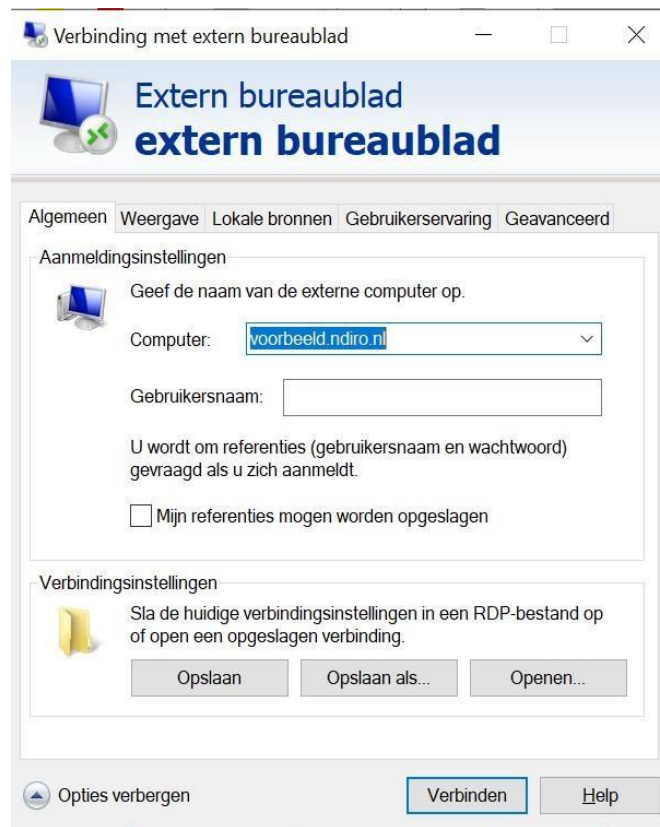 Verbinding met extern bureaublad
Extern bureaublad
extern bureaublad
Algemeen Weergave Lokale bronnen Gebruikerservaring Geavanceerd
Aanmeldingsinstellingen
Geef de naam van de externe computer op.
Computer: voorbeeld.ndiro.nl
Gebruikersnaam:
U wordt om referenties (gebruikersnaam en wachtwoord)
gevraagd als u zich aanmeldt.
Mijn referenties mogen worden opgeslagen
Verbindingsinstellingen
Sla de huidige verbindingsinstellingen in een RDP-bestand op
of open een opgeslagen verbinding.
Opslaan Opslaan als... Openen...
Opties verbergen Verbinden Help